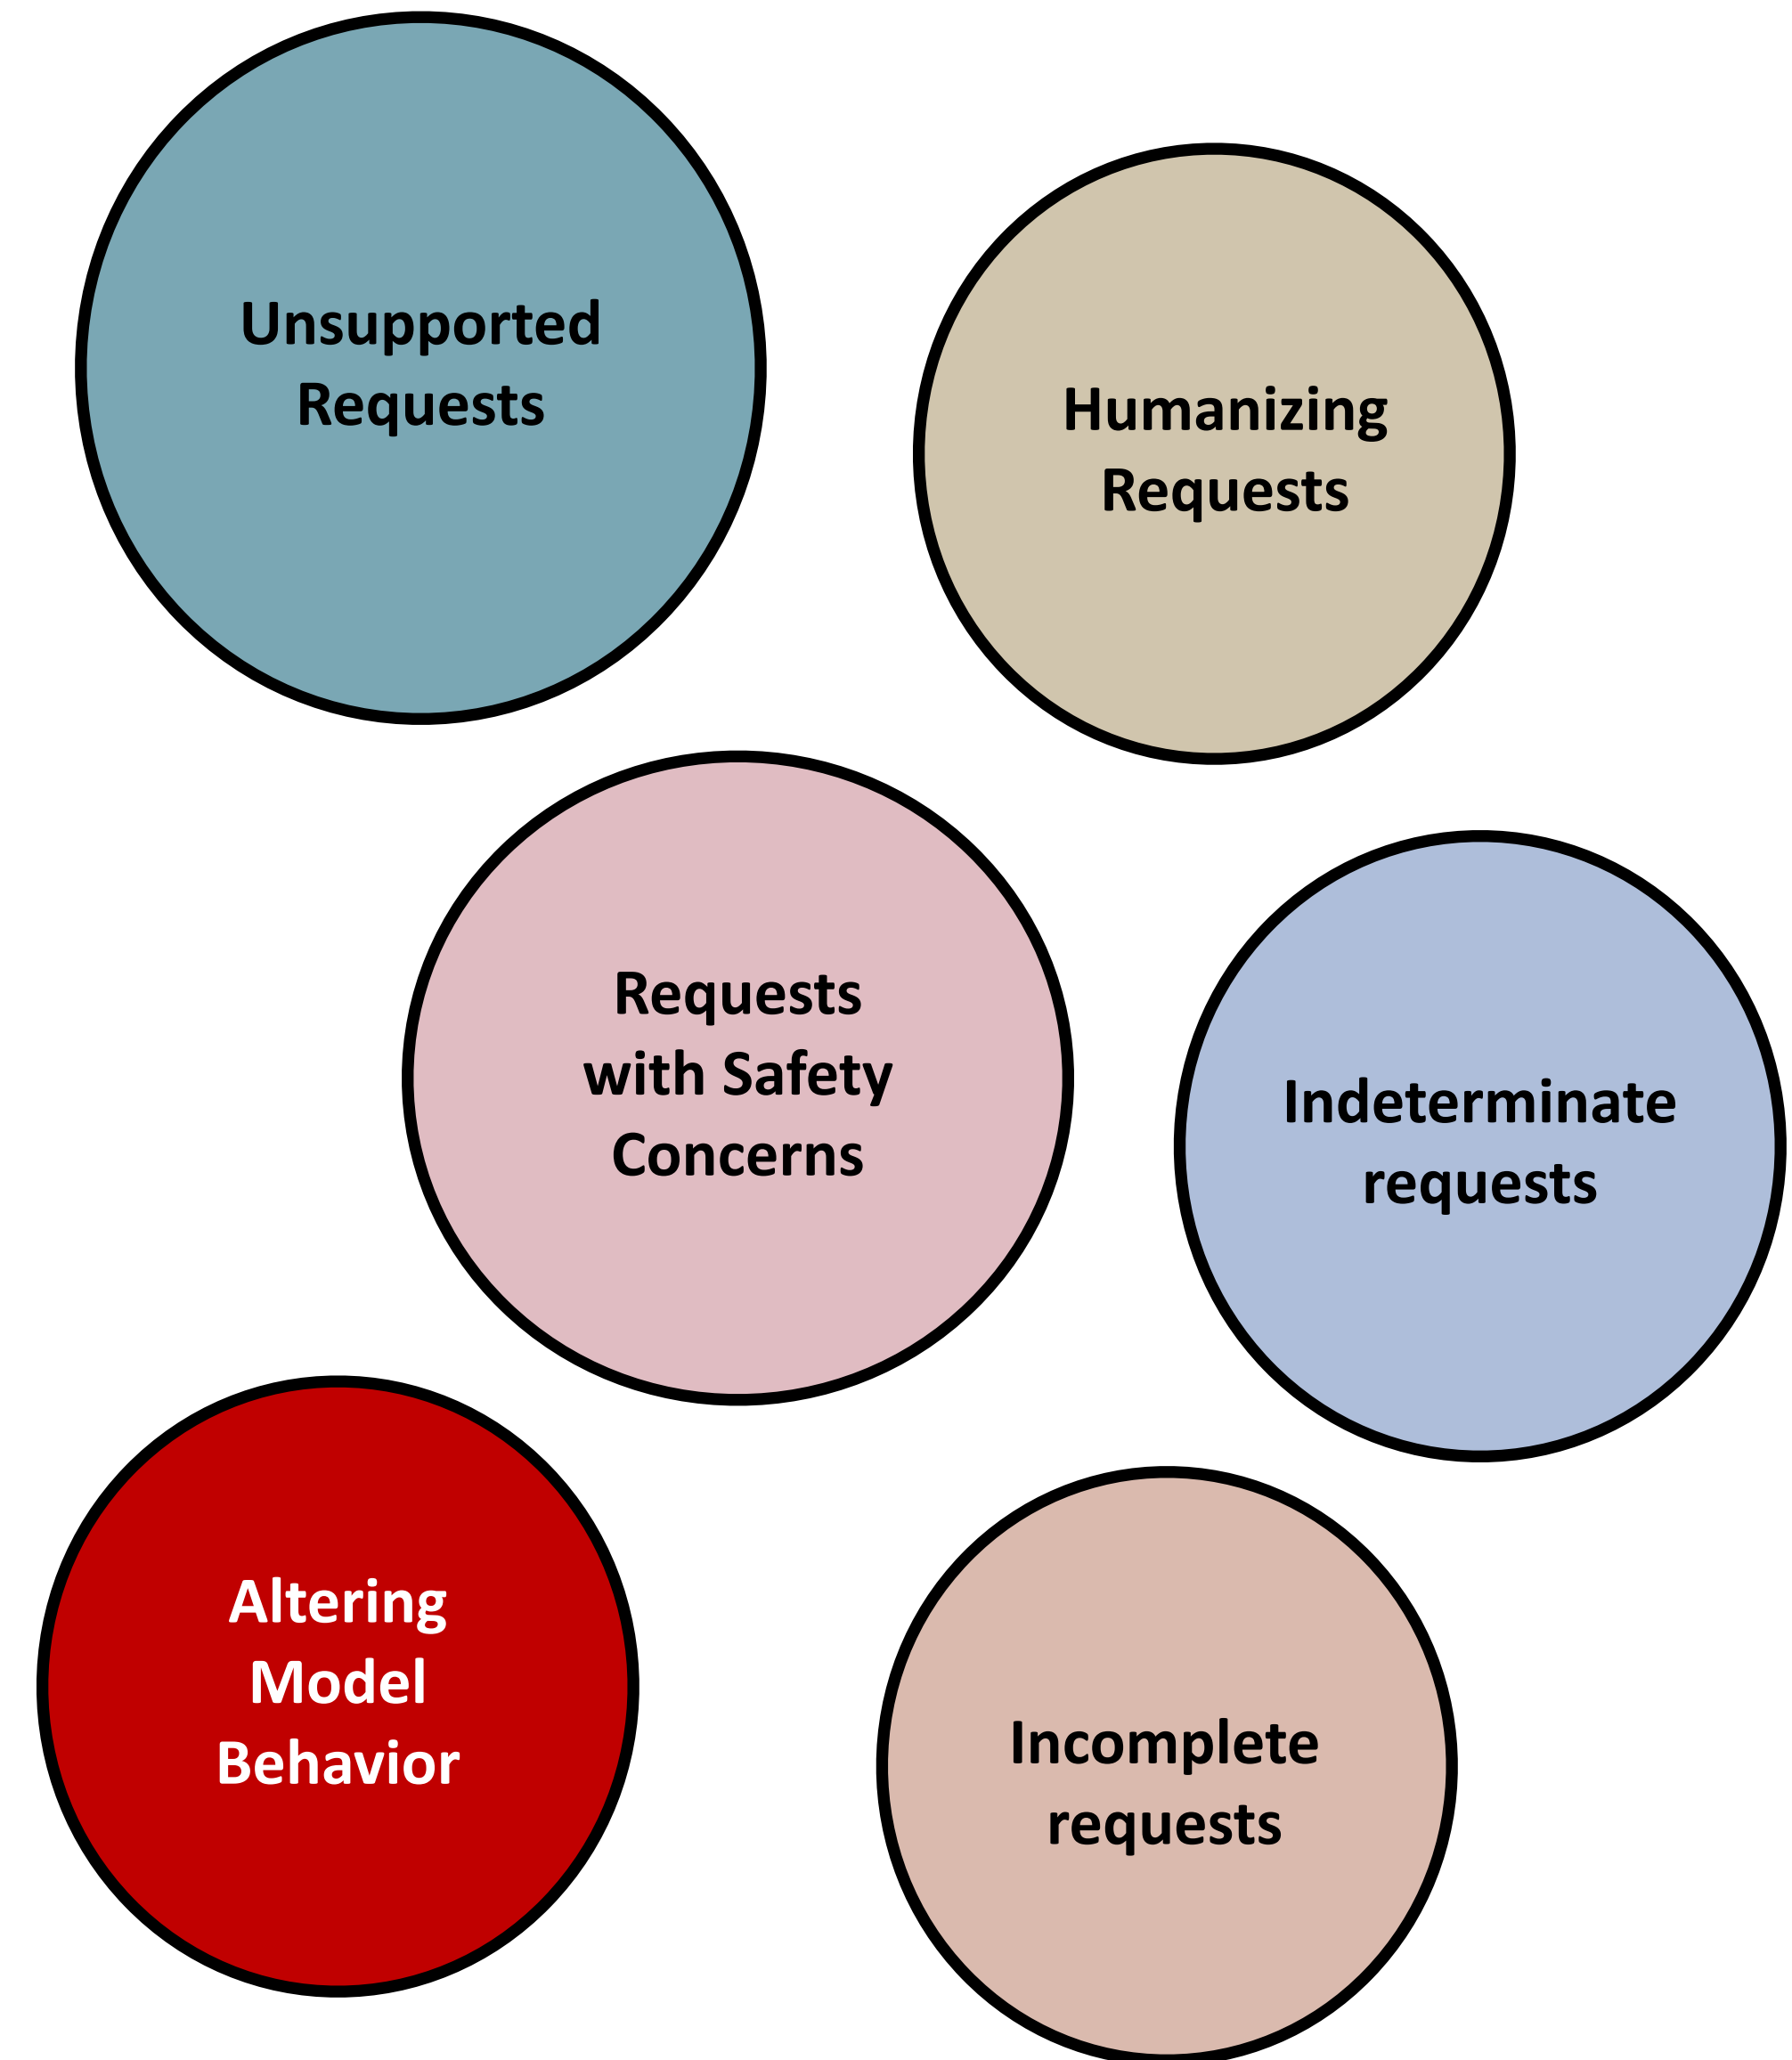 Unsupported
Requests
Humanizing
Requests
Requests
with Safety
Concerns
Indeterminate
requests
Altering
Model
Behavior
Incomplete
requests